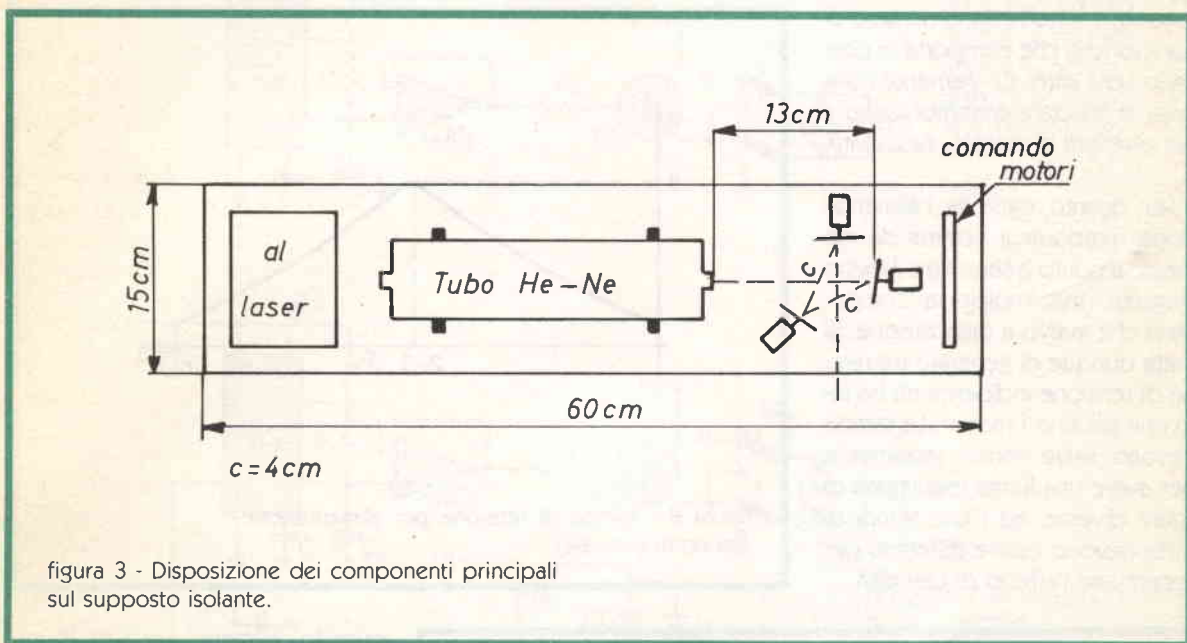 13cm
comando
motori
15cm
al
laser
Tubo He-Ne
c
c
60cm
c=4cm
figura 3 - Disposizione dei componenti principali
sul supposto isolante.